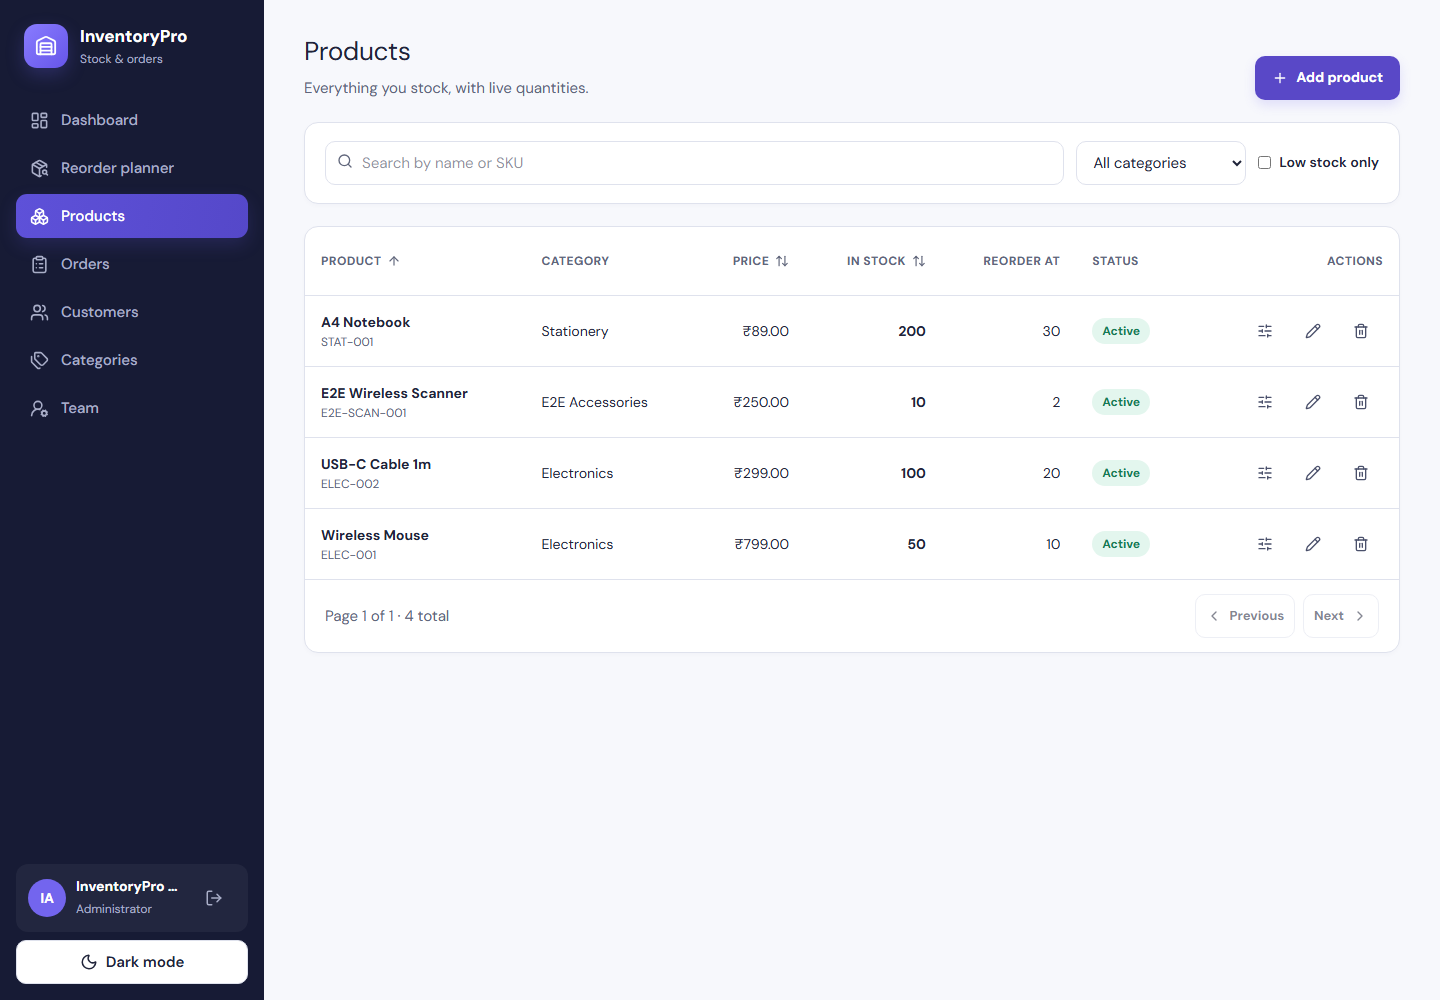 InventoryPro
Stock & orders
Dashboard
Reorder planner
Products
Orders
Customers
Categories
Team
IA
InventoryPro ...
Administrator
Dark mode
Products
Everything you stock, with live quantities.
Add product
Search by name or SKU
All categories
Low stock only
PRODUCT CATEGORY PRICE IN STOCK REORDER AT STATUS ACTIONS
A4 Notebook
STAT-001
Stationery ₹89.00 200 30 Active
E2E Wireless Scanner
E2E-SCAN-001
E2E Accessories ₹250.00 10 2 Active
USB-C Cable 1m
ELEC-002
Electronics ₹299.00 100 20 Active
Wireless Mouse
ELEC-001
Electronics ₹799.00 50 10 Active
Page 1 of 1 · 4 total
Previous Next